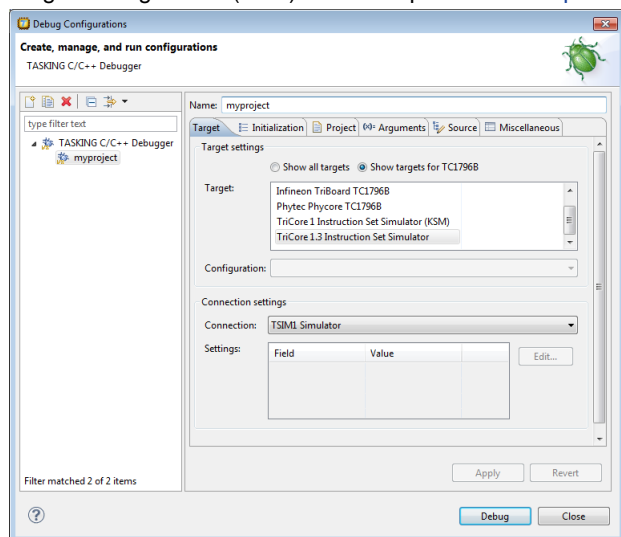 Debug Configurations
Create, manage, and run configurations
TASKING C/C++ Debugger
type filter text
TASKING C/C++ Debugger
myproject
Filter matched 2 of 2 items
Name: myproject
Target Initialization Project (x)= Arguments Source Miscellaneous
Target settings
Show all targets Show targets for TC1796B
Target:
Infineon TriBoard TC1796B
Phytec Phycore TC1796B
TriCore 1 Instruction Set Simulator (KSM)
TriCore 1.3 Instruction Set Simulator
Configuration:
Connection settings
Connection: TSIM1 Simulator
Settings: Field Value Edit...
Apply Revert
? Debug Close